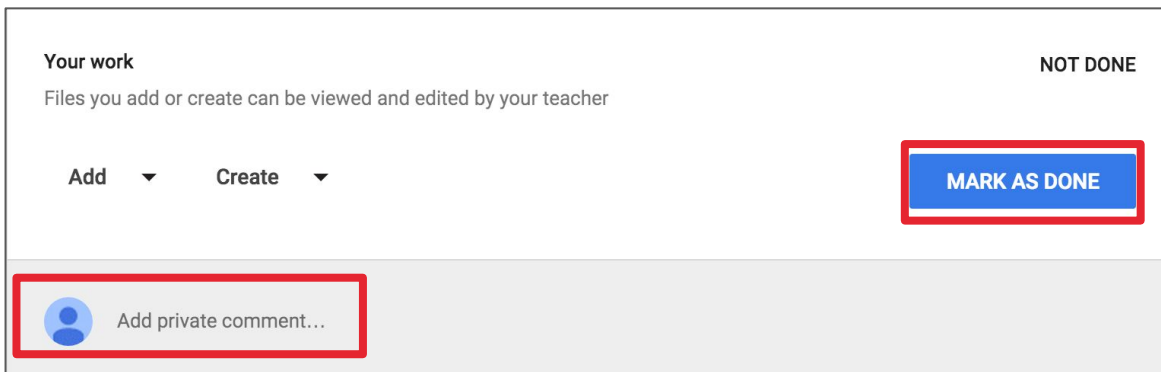 Your work
NOT DONE
Files you add or create can be viewed and edited by your teacher
Add Create
MARK AS DONE
Add private comment...